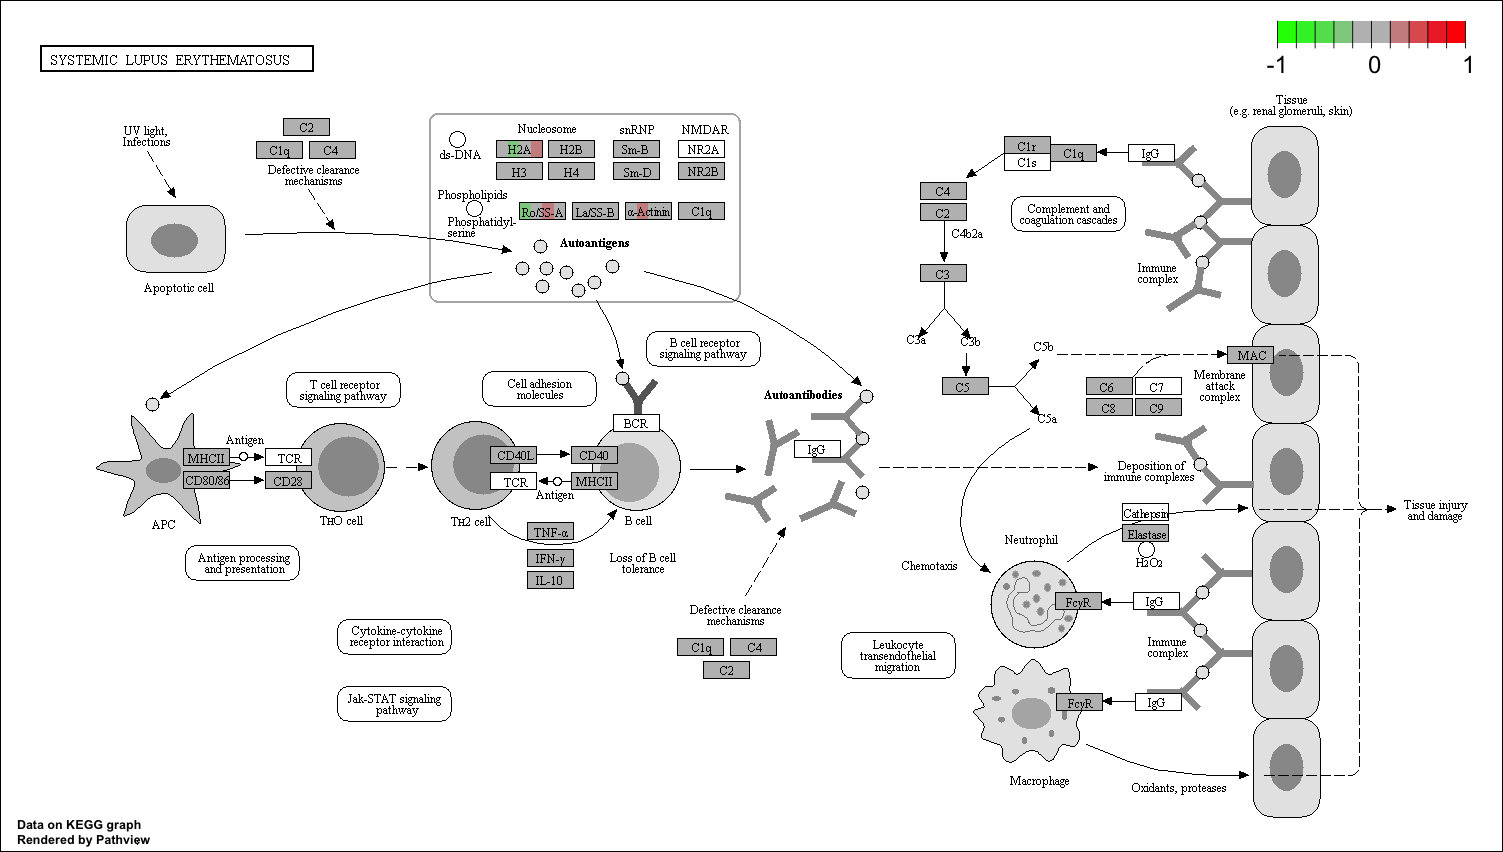 SYSTEMIC LUPUS ERYTHEMATOSUS
-1 0 1
UV light,
Infections
C2
C1q C4
Defective clearance
mechanisms
Apoptotic cell
ds-DNA
Nucleosome snRNP NMDAR
H2A H2B Sm-B NR2A
H3 H4 Sm-D NR2B
Phospholipids
Phosphatidyl-
serine
Ro/SS-A La/SS-B α-Actinin C1q
Autoantigens
Tissue
(e.g. renal glomeruli, skin)
C1r
C1s
C1q
IgG
C4
C2
C4b2a
Complement and
coagulation cascades
Immune
complex
C3
C3a C3b
C5
C5b
C5a
C6 C7
C8 C9
MAC
Membrane
attack
complex
B cell receptor
signaling pathway
T cell receptor
signaling pathway
Cell adhesion
molecules
Autoantibodies
BCR
IgG
MHCII
Antigen
TCR
CD80/86
CD28
APC
TH0 cell
CD40L
CD40
TCR
Antigen
MHCII
TH2 cell
B cell
TNF-α
IFN-γ
IL-10
Loss of B cell
tolerance
Antigen processing
and presentation
Cytokine-cytokine
receptor interaction
Jak-STAT signaling
pathway
Defective clearance
mechanisms
C1q C4
C2
Leukocyte
transendothelial
migration
Deposition of
immune complexes
Cathepsin
Elastase
H2O2
Tissue injury
and damage
Neutrophil
Chemotaxis
FcγR
IgG
Immune
complex
FcγR
IgG
Macrophage
Oxidants, proteases
Data on KEGG graph
Rendered by Pathview